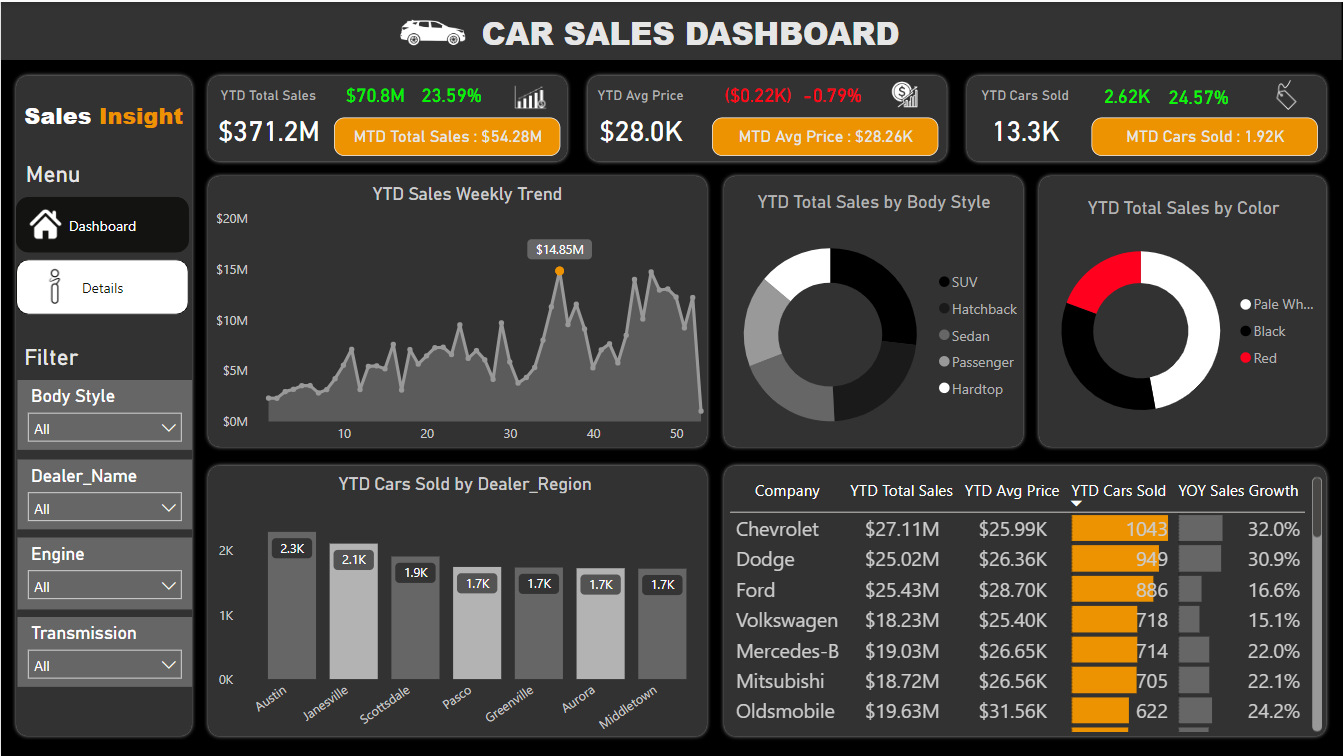 CAR SALES DASHBOARD
Sales Insight
Menu
Dashboard
Details
Filter
Body Style
All
Dealer_Name
All
Engine
All
Transmission
All
YTD Total Sales $70.8M 23.59%
$371.2M MTD Total Sales : $54.28M
YTD Avg Price ($0.22K) -0.79%
$28.0K MTD Avg Price : $28.26K
YTD Cars Sold 2.62K 24.57%
13.3K MTD Cars Sold : 1.92K
YTD Sales Weekly Trend
$20M
$15M
$10M
$5M
$0M
$14.85M
10 20 30 40 50
YTD Total Sales by Body Style
SUV
Hatchback
Sedan
Passenger
Hardtop
YTD Total Sales by Color
Pale Wh...
Black
Red
YTD Cars Sold by Dealer_Region
2K
1K
0K
2.3K 2.1K 1.9K 1.7K 1.7K 1.7K 1.7K
Austin Janesville Scottsdale Pasco Greenville Aurora Middletown
Company YTD Total Sales YTD Avg Price YTD Cars Sold YOY Sales Growth
Chevrolet $27.11M $25.99K 1043 32.0%
Dodge $25.02M $26.36K 949 30.9%
Ford $25.43M $28.70K 886 16.6%
Volkswagen $18.23M $25.40K 718 15.1%
Mercedes-B $19.03M $26.65K 714 22.0%
Mitsubishi $18.72M $26.56K 705 22.1%
Oldsmobile $19.63M $31.56K 622 24.2%